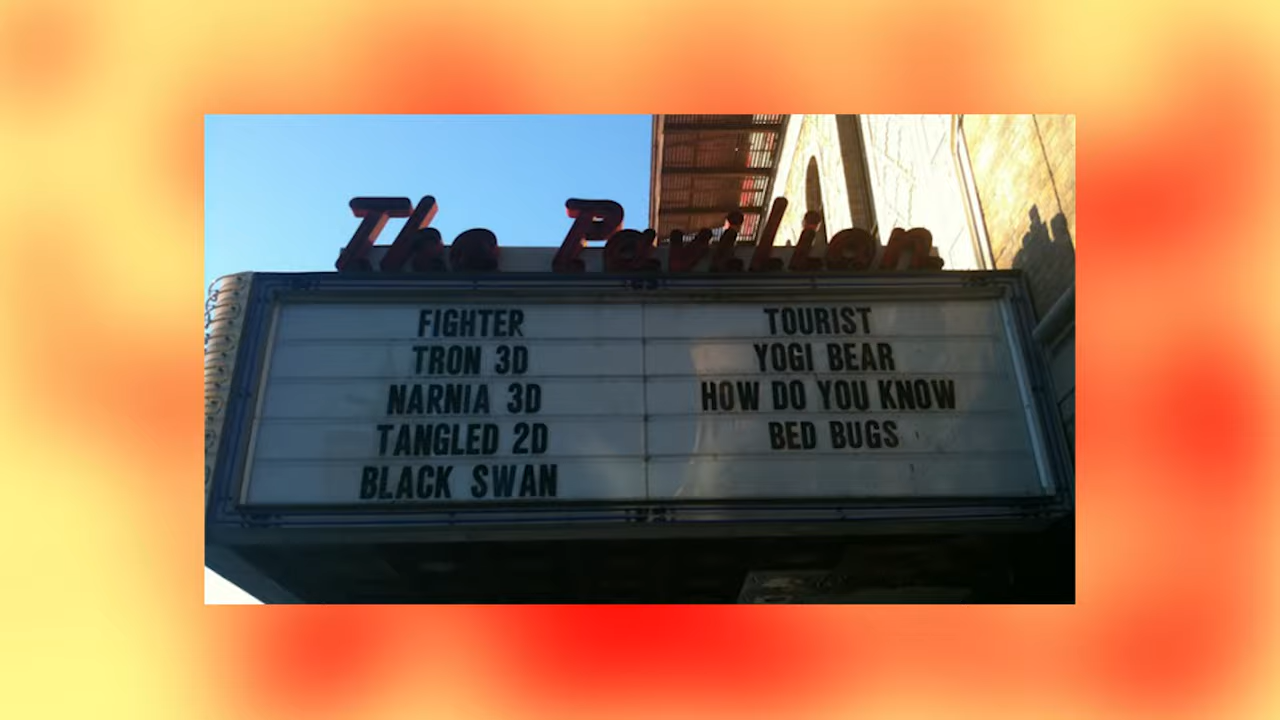 The Pavilion
FIGHTER
TRON 3D
NARNIA 3D
TANGLED 2D
BLACK SWAN
TOURIST
YOGI BEAR
HOW DO YOU KNOW
BED BUGS